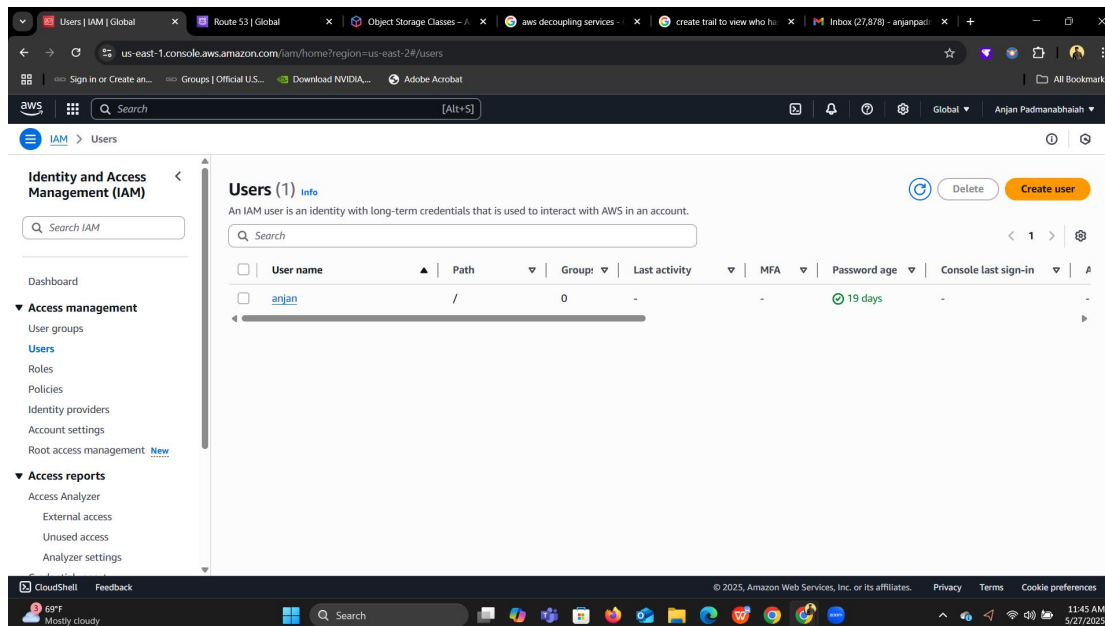 Users | IAM | Global
Route 53 | Global
Object Storage Classes – A
aws decoupling services -
create trail to view who ha
Inbox (27,878) - anjanpadm
us-east-1.console.aws.amazon.com/iam/home?region=us-east-2#/users
Sign in or Create an...
Groups | Official U.S...
Download NVIDIA,...
Adobe Acrobat
All Bookmark
aws
Search [Alt+S]
Global
Anjan Padmanabhaiah
IAM > Users
Identity and Access
Management (IAM)
Search IAM
Dashboard
Access management
User groups
Users
Roles
Policies
Identity providers
Account settings
Root access management New
Access reports
Access Analyzer
External access
Unused access
Analyzer settings
Users (1) Info
Delete
Create user
An IAM user is an identity with long-term credentials that is used to interact with AWS in an account.
Search
1
User name Path Group: Last activity MFA Password age Console last sign-in A
anjan / 0 - - 19 days - -
CloudShell Feedback
© 2025, Amazon Web Services, Inc. or its affiliates. Privacy Terms Cookie preferences
3
69°F
Mostly cloudy
Search
zoom
11:45 AM
5/27/2025